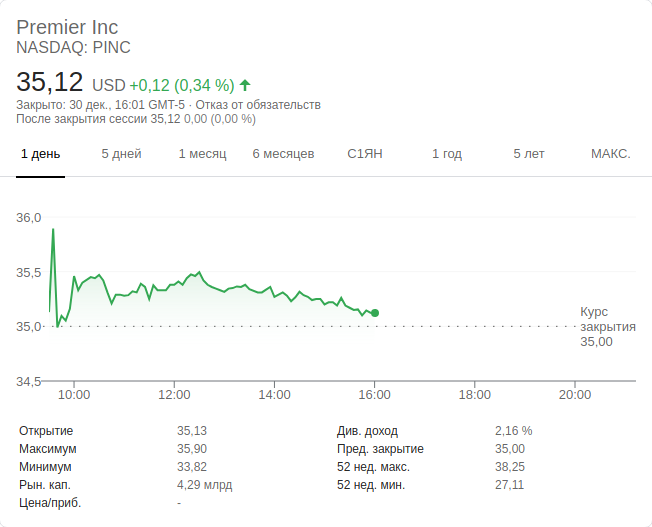 Premier Inc
NASDAQ: PINC
35,12 USD +0,12 (0,34 %)
Закрыто: 30 дек., 16:01 GMT-5 · Отказ от обязательств
После закрытия сессии 35,12 0,00 (0,00 %)
1 день 5 дней 1 месяц 6 месяцев С1ЯН 1 год 5 лет МАКС.
36,0
35,5
35,0
34,5
Курс
закрытия
35,00
10:00 12:00 14:00 16:00 18:00 20:00
Открытие 35,13 Див. доход 2,16 %
Максимум 35,90 Пред. закрытие 35,00
Минимум 33,82 52 нед. макс. 38,25
Рын. кап. 4,29 млрд 52 нед. мин. 27,11
Цена/приб. -